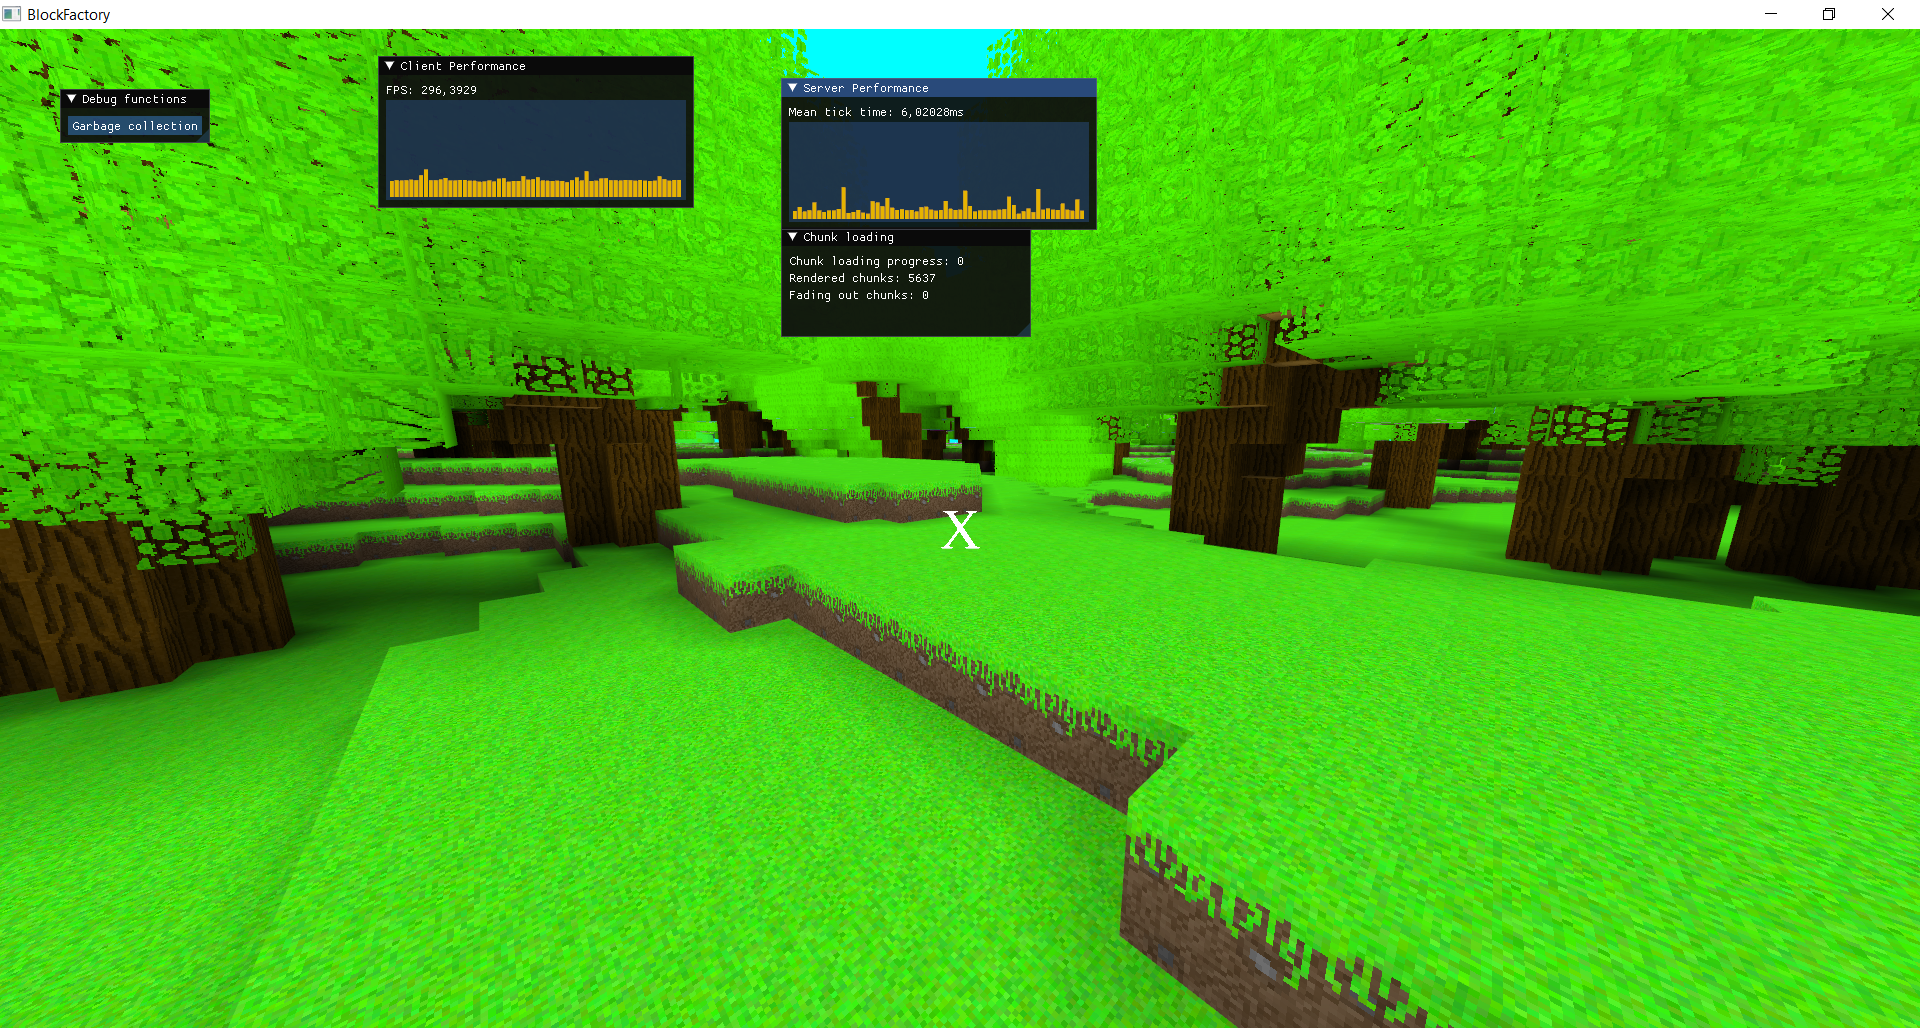 BlockFactory
Client Performance
FPS: 296,3929
Debug functions
Garbage collection
Server Performance
Mean tick time: 6,02028ms
Chunk loading
Chunk loading progress: 0
Rendered chunks: 5637
Fading out chunks: 0
X